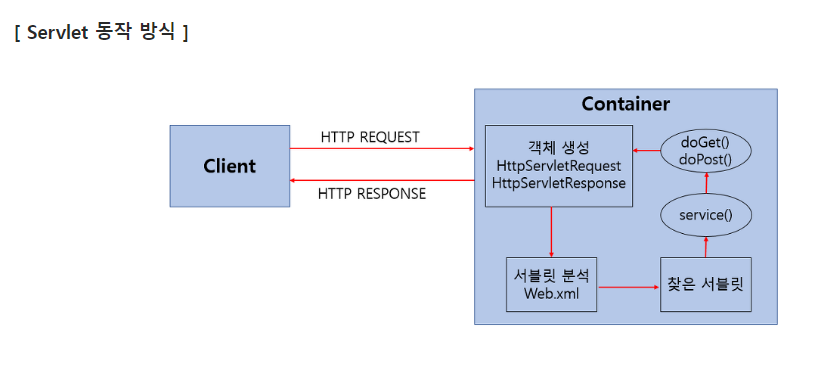 [ Servlet 동작 방식 ]
Container
Client
HTTP REQUEST
HTTP RESPONSE
객체 생성
HttpServletRequest
HttpServletResponse
doGet()
doPost()
service()
서블릿 분석
Web.xml
찾은 서블릿